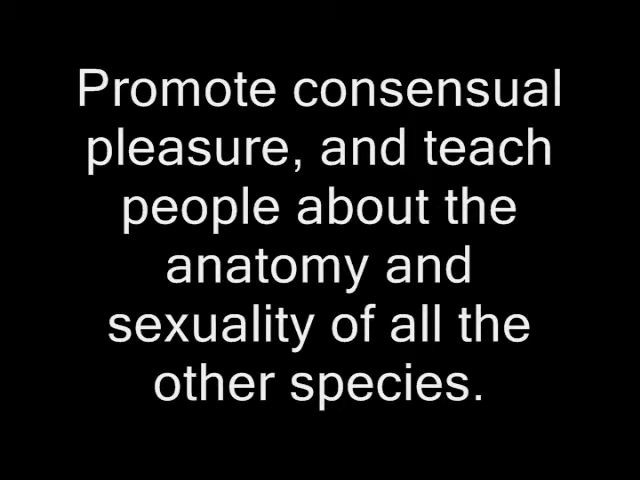 Promote consensual
pleasure, and teach
people about the
anatomy and
sexuality of all the
other species.